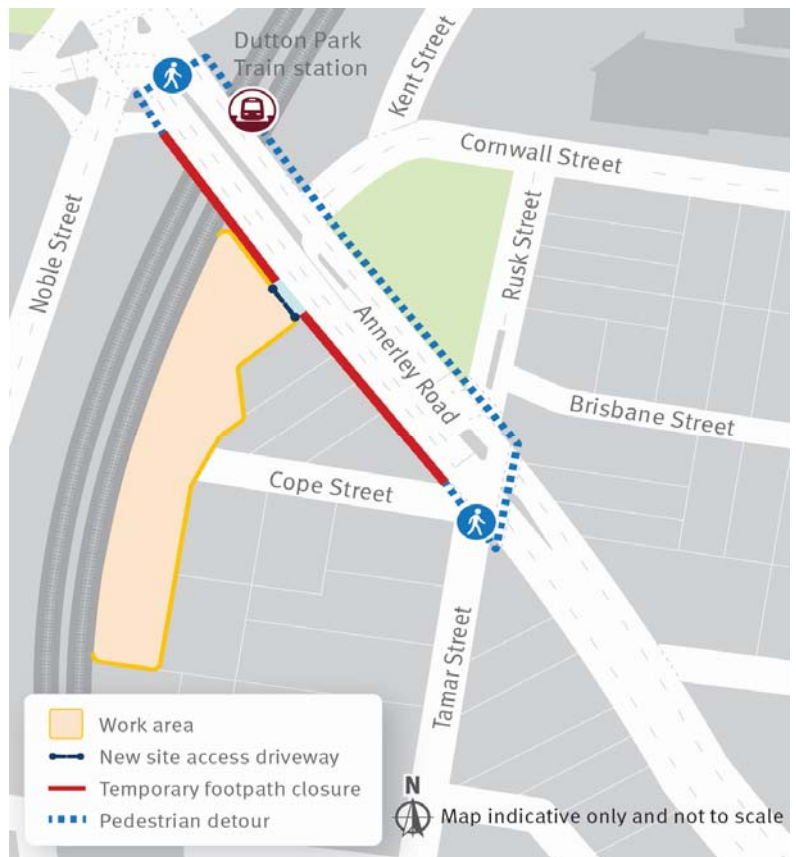 Dutton Park
Train station
Kent Street
Cornwall Street
Noble Street
Rusk Street
Annerley Road
Brisbane Street
Cope Street
Tamar Street
Work area
New site access driveway
Temporary footpath closure
Pedestrian detour
N
Map indicative only and not to scale